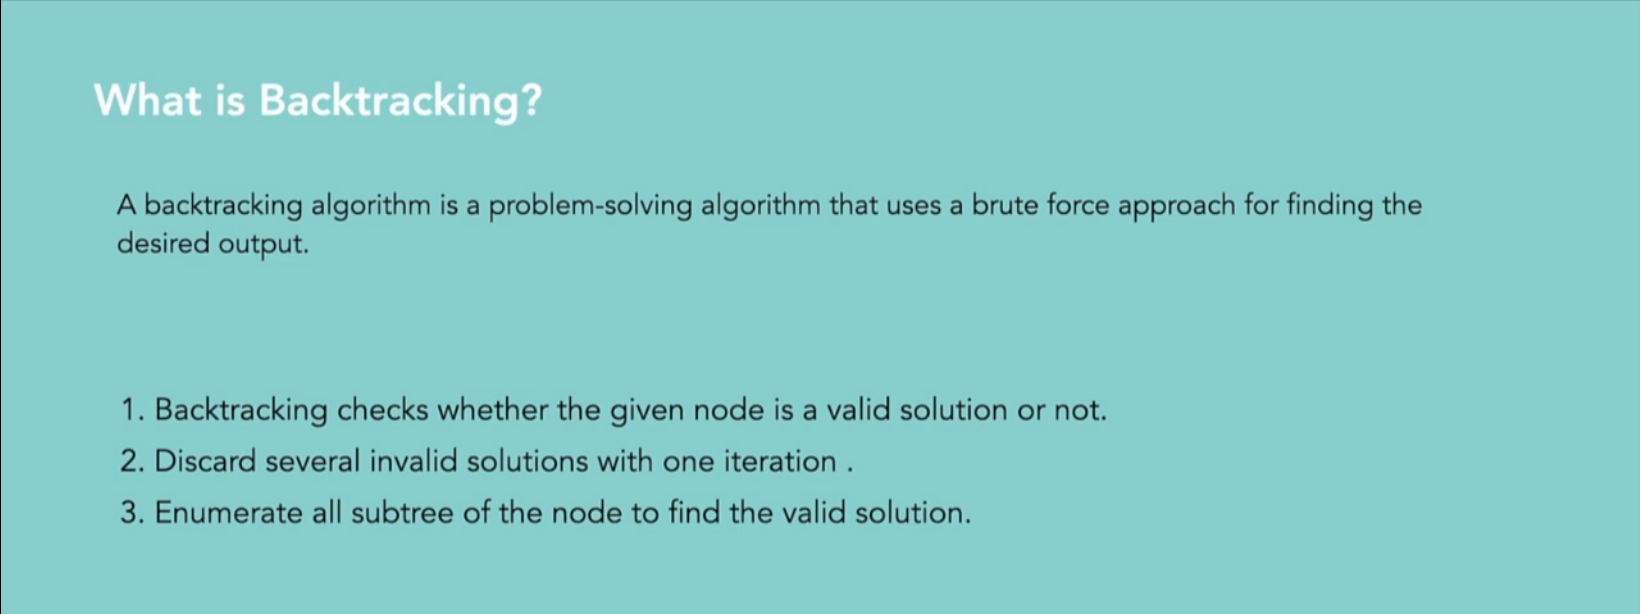 What is Backtracking?
A backtracking algorithm is a problem-solving algorithm that uses a brute force approach for finding the
desired output.
1. Backtracking checks whether the given node is a valid solution or not.
2. Discard several invalid solutions with one iteration .
3. Enumerate all subtree of the node to find the valid solution.